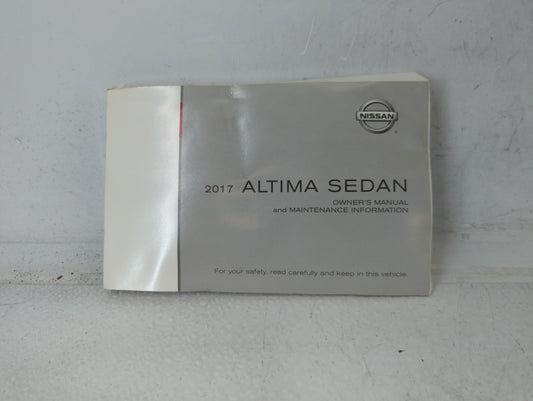 NISSAN
2017 ALTIMA SEDAN
OWNER'S MANUAL
and MAINTENANCE INFORMATION
For your safety, read carefully and keep in this vehicle.